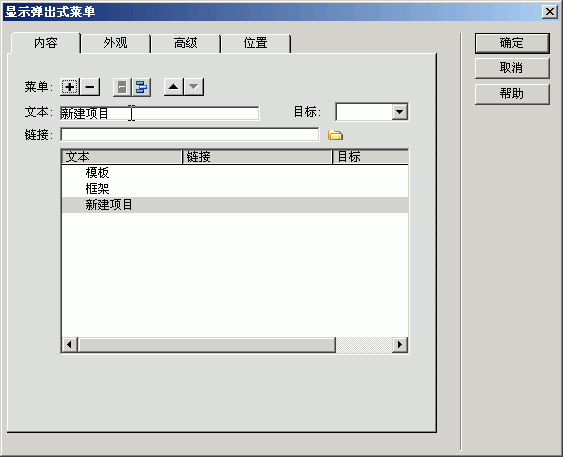 显示弹出式菜单
内容 外观 高级 位置
确定
取消
帮助
菜单:
文本: 新建项目 目标:
链接:
文本 链接 目标
模板
框架
新建项目